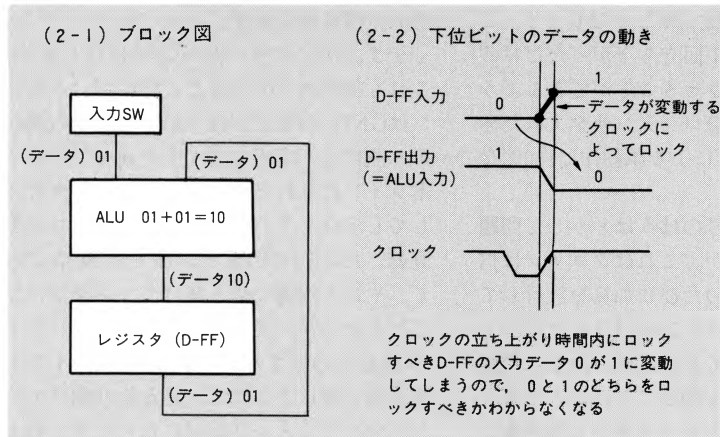 (2-1) ブロック図
入力SW
(データ) 01
(データ) 01
ALU 01+01=10
(データ10)
レジスタ (D-FF)
(データ) 01
(2-2) 下位ビットのデータの動き
D-FF入力
0
1
データが変動する
クロックに
よってロック
D-FF出力
(=ALU入力)
1
0
クロック
クロックの立ち上がり時間内にロック
すべきD-FFの入力データ0が1に変動
してしまうので, 0と1のどちらをロ
ックすべきかわからなくなる